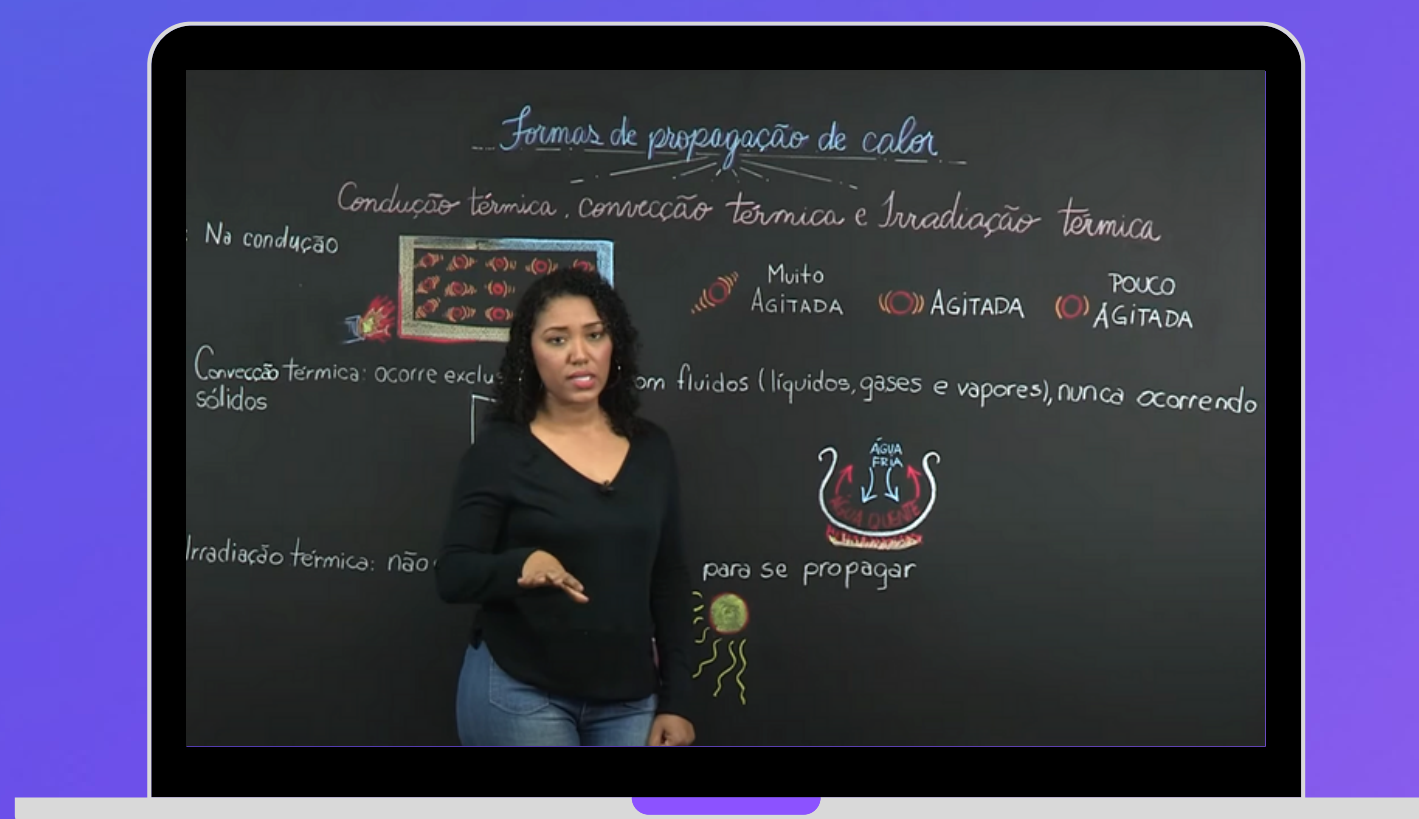 Formas de propagação de calor
Condução térmica, convecção térmica e Irradiação térmica
: Na condução
Muito
AGITADA
AGITADA
POUCO
AGITADA
Convecção térmica: ocorre om fluidos (líquidos, gases e vapores), nunca ocorrendo
sólidos
ÁGUA
FRIA
ÁGUA QUENTE
Irradiação térmica: não para se propagar